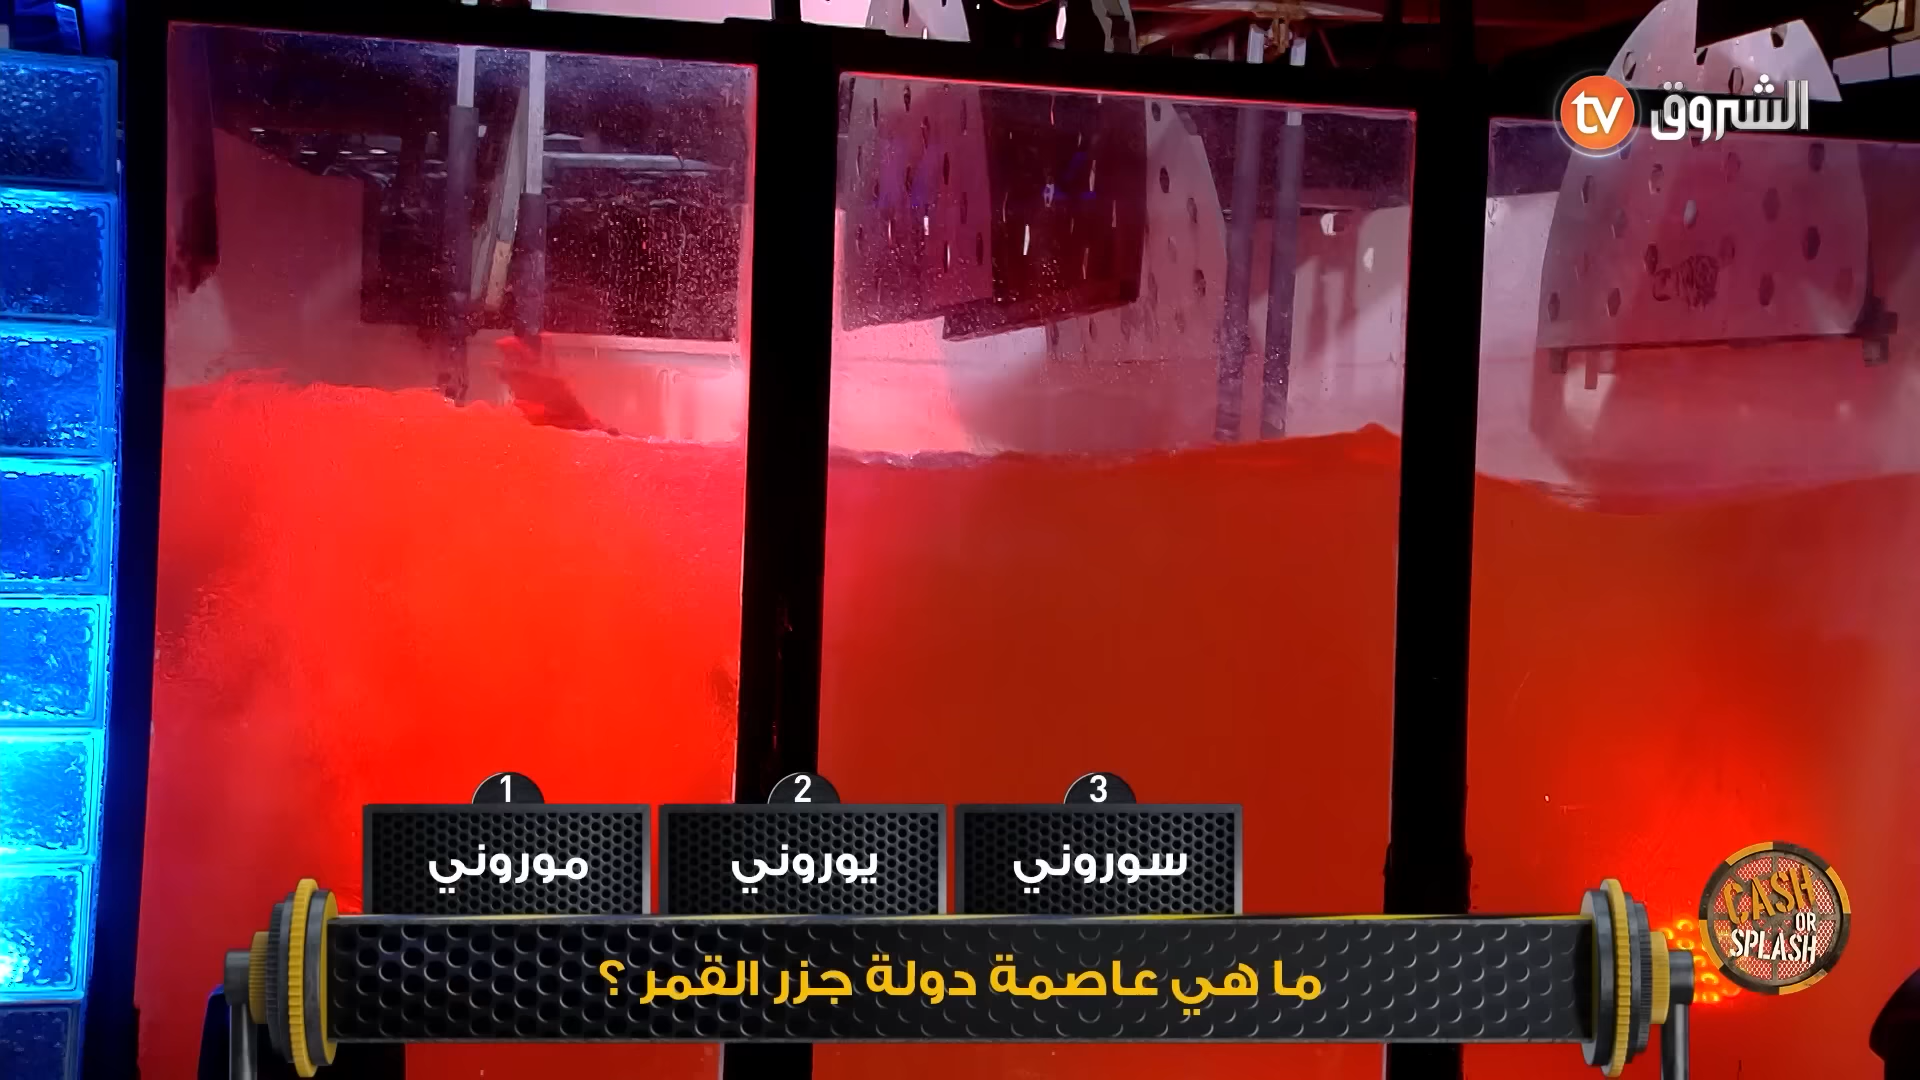 الشروق tv
1
موروني
2
يوروني
3
سوروني
ما هي عاصمة دولة جزر القمر ؟
CASH
OR
SPLASH